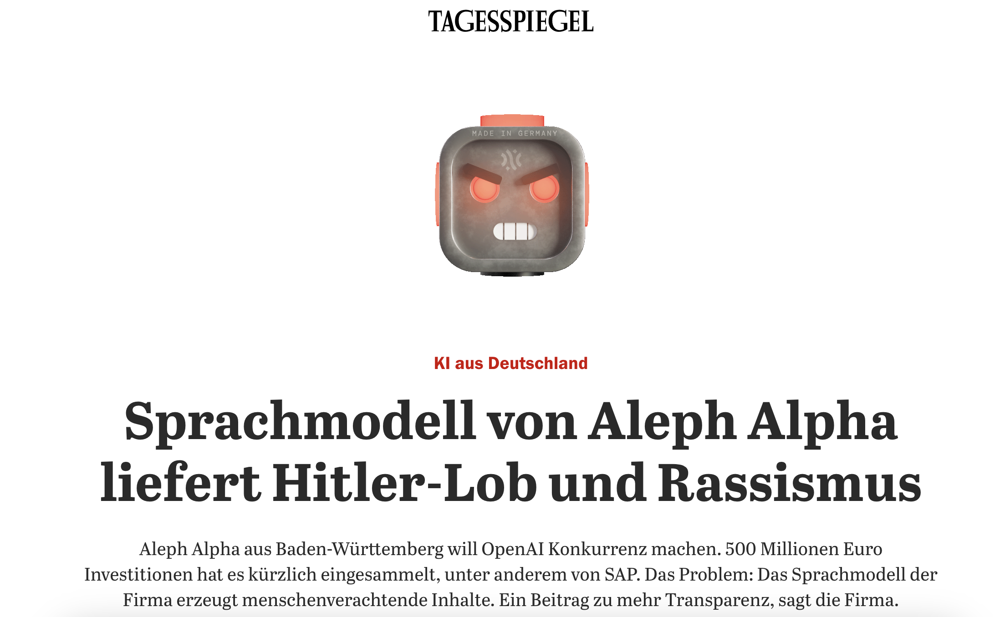 TAGESSPIEGEL
MADE IN GERMANY
KI aus Deutschland
Sprachmodell von Aleph Alpha
liefert Hitler-Lob und Rassismus
Aleph Alpha aus Baden-Württemberg will OpenAI Konkurrenz machen. 500 Millionen Euro
Investitionen hat es kürzlich eingesammelt, unter anderem von SAP. Das Problem: Das Sprachmodell der
Firma erzeugt menschenverachtende Inhalte. Ein Beitrag zu mehr Transparenz, sagt die Firma.